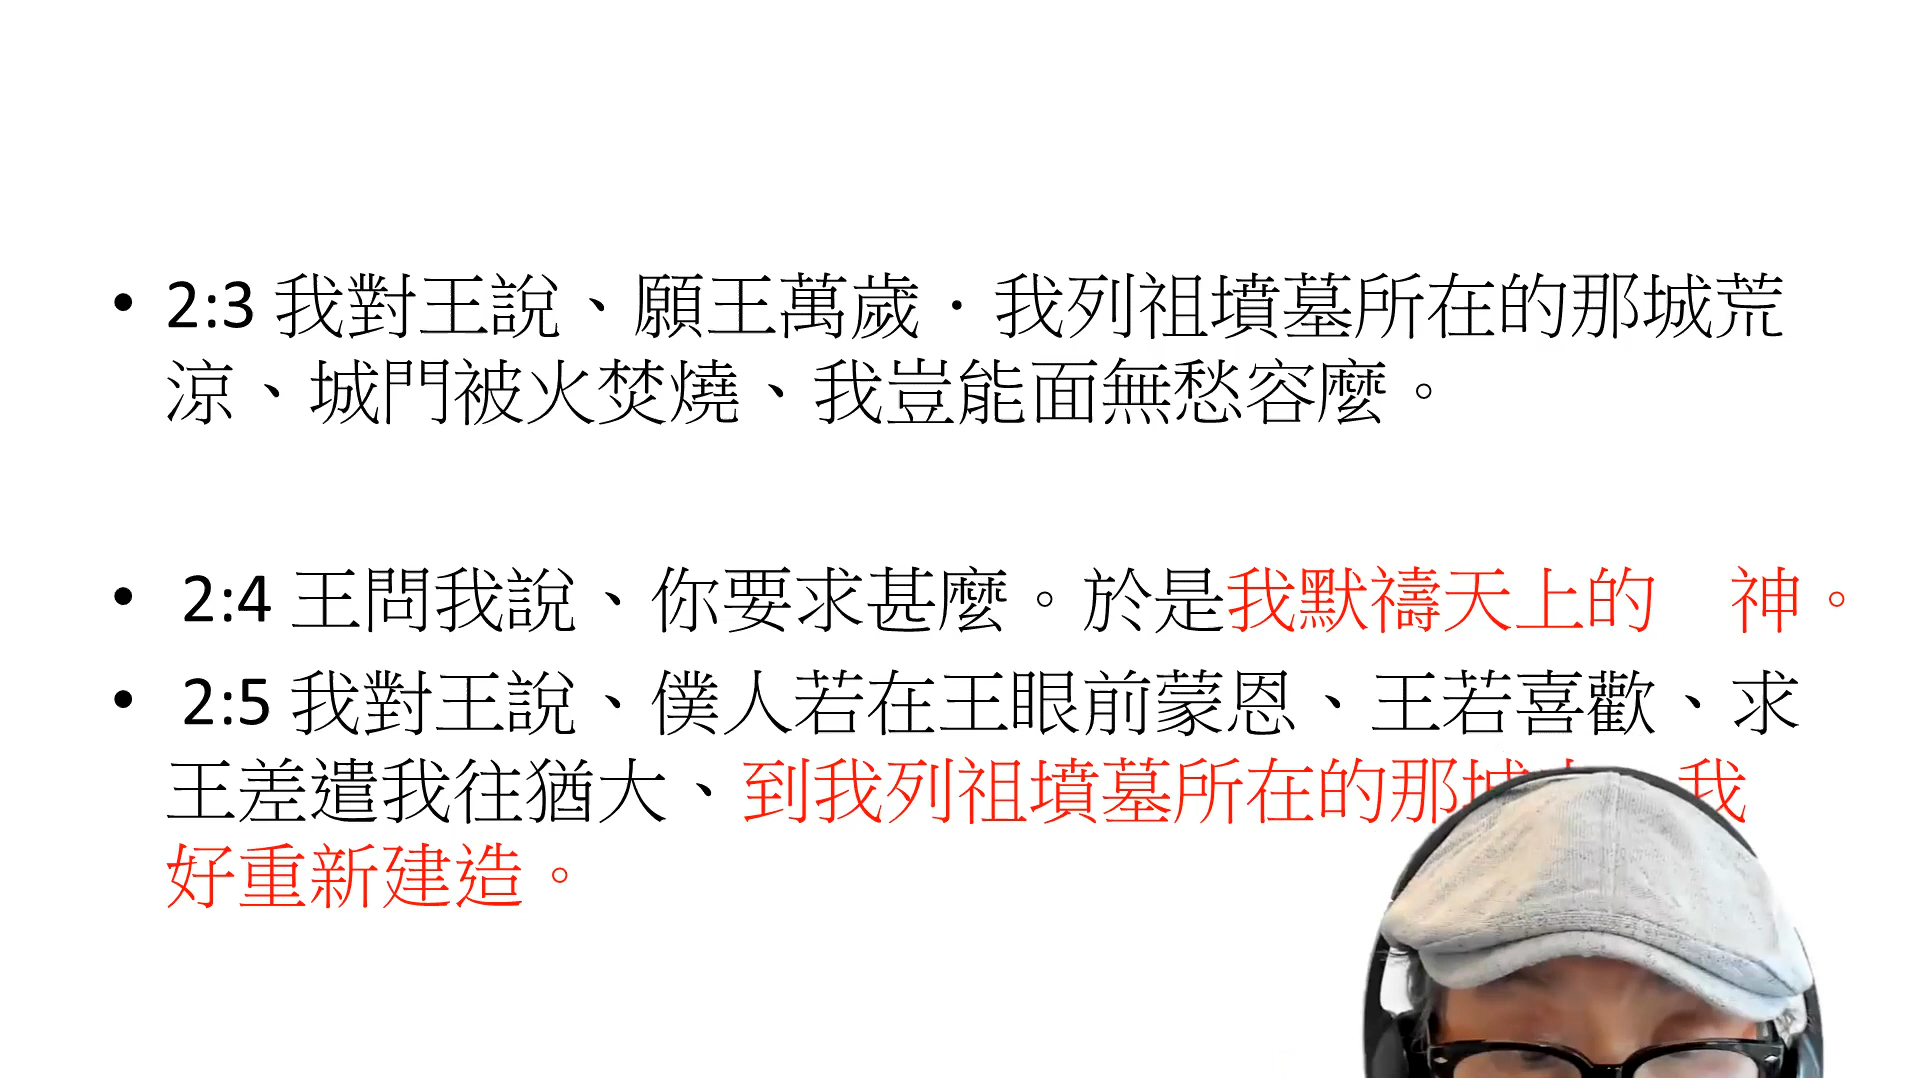 • 2:3 我對王說、願王萬歲．我列祖墳墓所在的那城荒
涼、城門被火焚燒、我豈能面無愁容麼。
• 2:4 王問我說、你要求甚麼。於是我默禱天上的　神。
• 2:5 我對王說、僕人若在王眼前蒙恩、王若喜歡、求
王差遣我往猶大、到我列祖墳墓所在的那城 我
好重新建造。